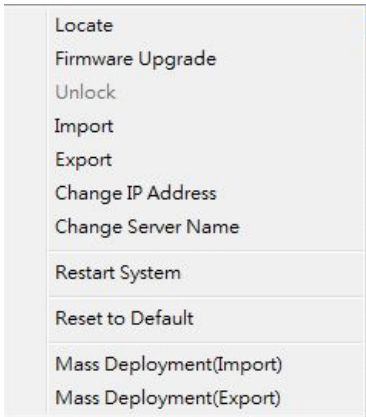 Locate
Firmware Upgrade
Unlock
Import
Export
Change IP Address
Change Server Name
Restart System
Reset to Default
Mass Deployment(Import)
Mass Deployment(Export)